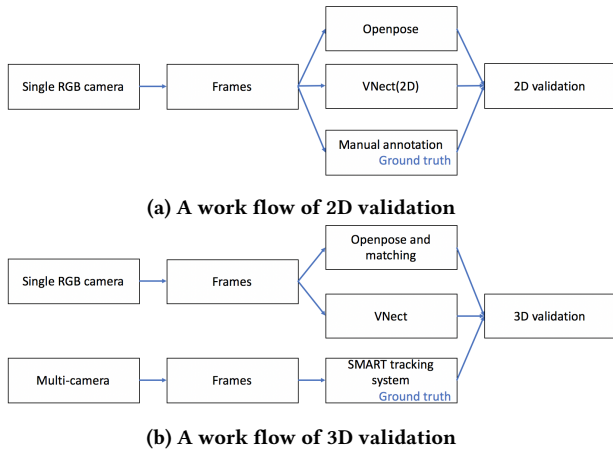 Openpose
Single RGB camera
Frames
VNect(2D)
2D validation
Manual annotation
Ground truth
(a) A work flow of 2D validation
Openpose and
matching
Single RGB camera
Frames
VNect
3D validation
Multi-camera
Frames
SMART tracking
system
Ground truth
(b) A work flow of 3D validation